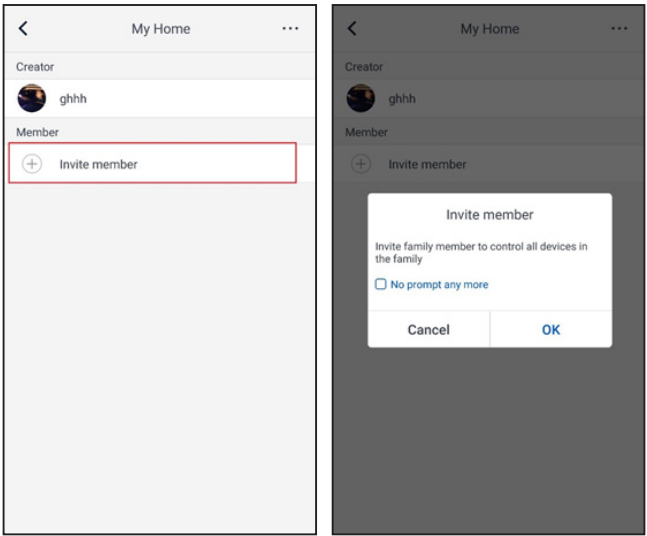 My Home
Creator
ghhh
Member
Invite member
My Home
Creator
ghhh
Member
Invite member
Invite member
Invite family member to control all devices in
the family
No prompt any more
Cancel
OK